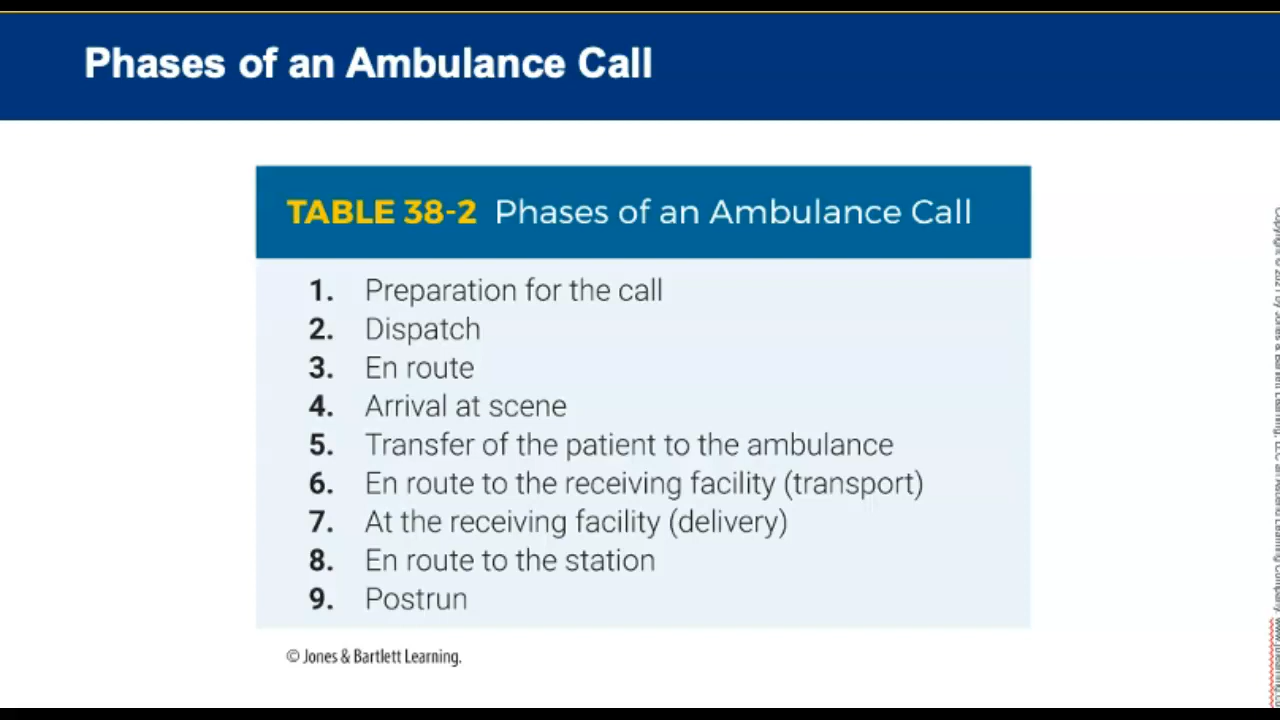 Phases of an Ambulance Call
TABLE 38-2 Phases of an Ambulance Call
1. Preparation for the call
2. Dispatch
3. En route
4. Arrival at scene
5. Transfer of the patient to the ambulance
6. En route to the receiving facility (transport)
7. At the receiving facility (delivery)
8. En route to the station
9. Postrun
© Jones & Bartlett Learning.